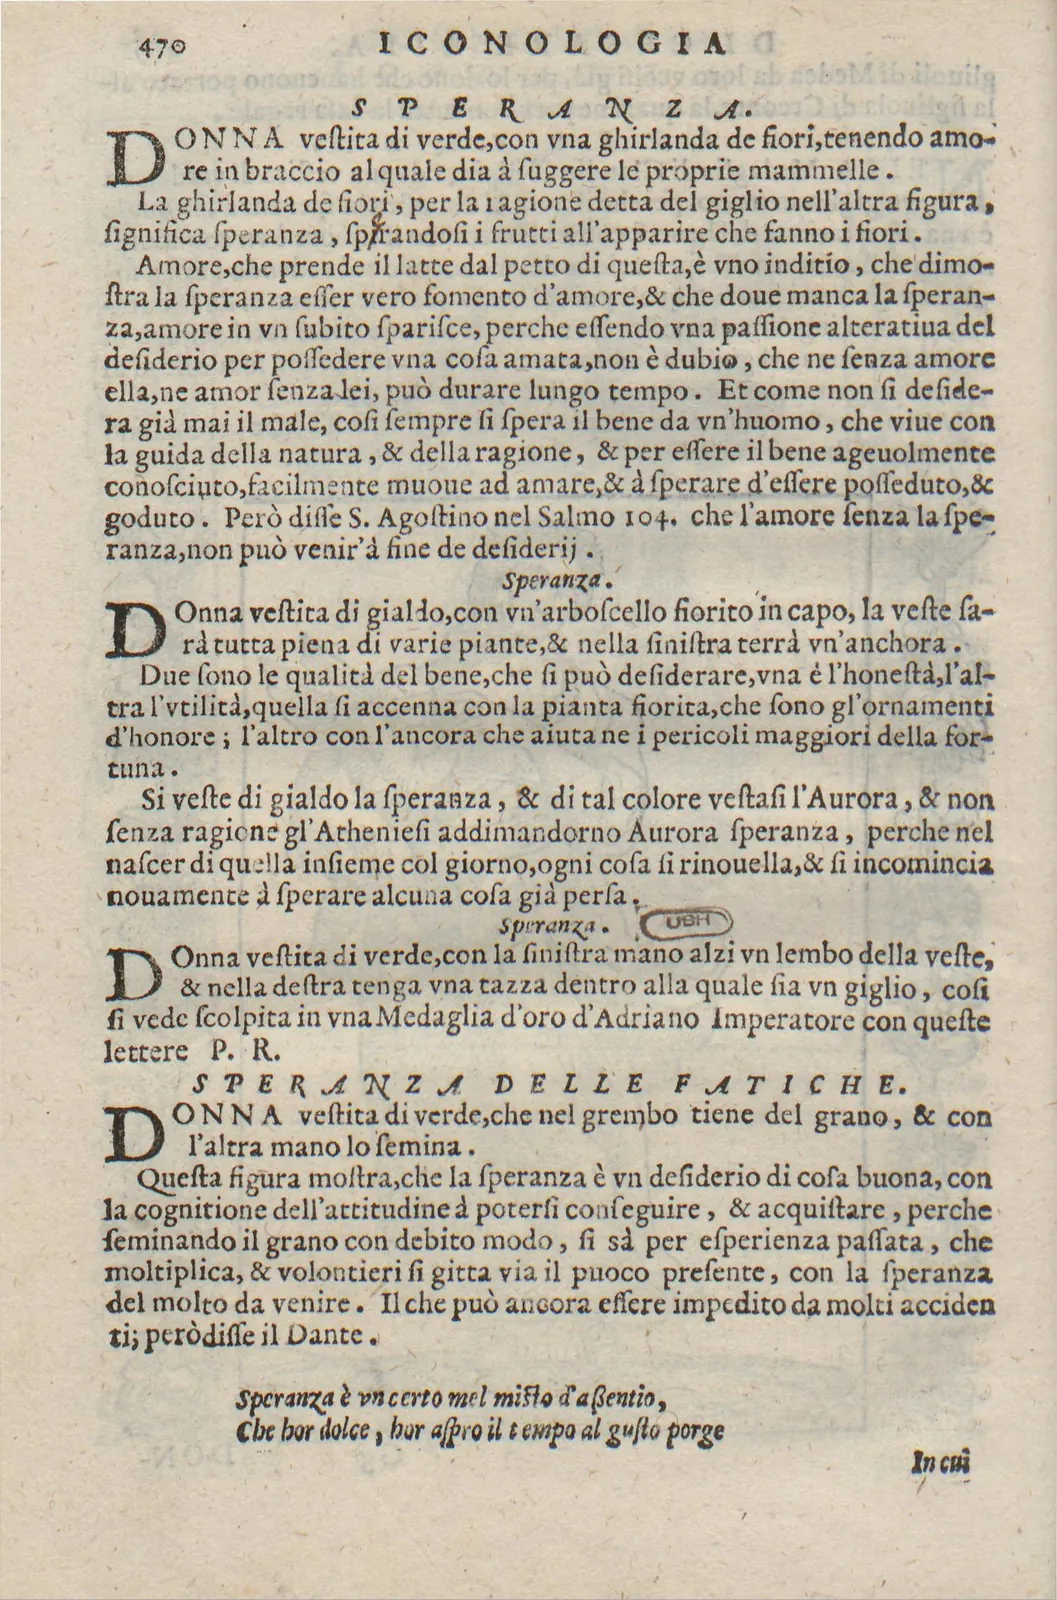 470 ICONOLOGIA
SPERANZA.
DONNA veſtita di verde,con vna ghirlanda de fiori,tenendo amo-
re in braccio al quale dia à ſuggere le proprie mammelle.
La ghirlanda de fiori, per la ragione detta del giglio nell'altra figura,
ſignifica ſperanza, ſperandoſi i frutti all'apparire che fanno i fiori.
Amore,che prende il latte dal petto di queſta,è vno inditio, che dimo-
ſtra la ſperanza eſſer vero fomento d'amore,& che doue manca la ſperan-
za,amore in vn ſubito ſpariſce, perche eſſendo vna paſſione alteratiua del
deſiderio per poſſedere vna coſa amata,non è dubio, che ne ſenza amore
ella,ne amor ſenza lei, può durare lungo tempo. Et come non ſi deſide-
ra già mai il male, coſi ſempre ſi ſpera il bene da vn'huomo, che viue con
la guida della natura, & della ragione, & per eſſere il bene ageuolmente
conoſciuto,facilmente muoue ad amare,& à ſperare d'eſſere poſſeduto,&
goduto. Però diſſe S. Agoſtino nel Salmo 104. che l'amore ſenza la ſpe-
ranza,non può venir'à fine de deſiderij.
Speranza.
DOnna veſtita di gialdo,con vn'arboſcello fiorito in capo, la veſte ſa-
rà tutta piena di varie piante,& nella ſiniſtra terrà vn'anchora.
Due ſono le qualità del bene,che ſi può deſiderare,vna é l'honeſtà,l'al-
tra l'vtilità,quella ſi accenna con la pianta fiorita,che ſono gl'ornamenti
d'honore; l'altro con l'ancora che aiuta ne i pericoli maggiori della for-
tuna.
Si veſte di gialdo la ſperanza, & di tal colore veſtaſi l'Aurora, & non
ſenza ragione gl'Athenieſi addimandorno Aurora ſperanza, perche nel
naſcer di quella inſieme col giorno,ogni coſa ſi rinouella,& ſi incomincia
nouamente à ſperare alcuna coſa già perſa.
Speranza. UBH
DOnna veſtita di verde,con la ſiniſtra mano alzi vn lembo della veſte,
& nella deſtra tenga vna tazza dentro alla quale ſia vn giglio, coſi
ſi vede ſcolpita in vna Medaglia d'oro d'Adriano Imperatore con queſte
lettere P. R.
SPERANZA DELLE FATICHE.
DONNA veſtita di verde,che nel grembo tiene del grano, & con
l'altra mano lo ſemina.
Queſta figura moſtra,che la ſperanza è vn deſiderio di coſa buona, con
la cognitione dell'attitudine à poterſi conſeguire, & acquiſtare, perche
ſeminando il grano con debito modo, ſi sà per eſperienza paſſata, che
moltiplica, & volontieri ſi gitta via il puoco preſente, con la ſperanza
del molto da venire. Il che può ancora eſſere impedito da molti acciden
ti; però diſſe il Dante.
Speranza è vn certo mel miſto d'aßentio,
Che hor dolce, hor aſpro il tempo al guſto porge
In cui